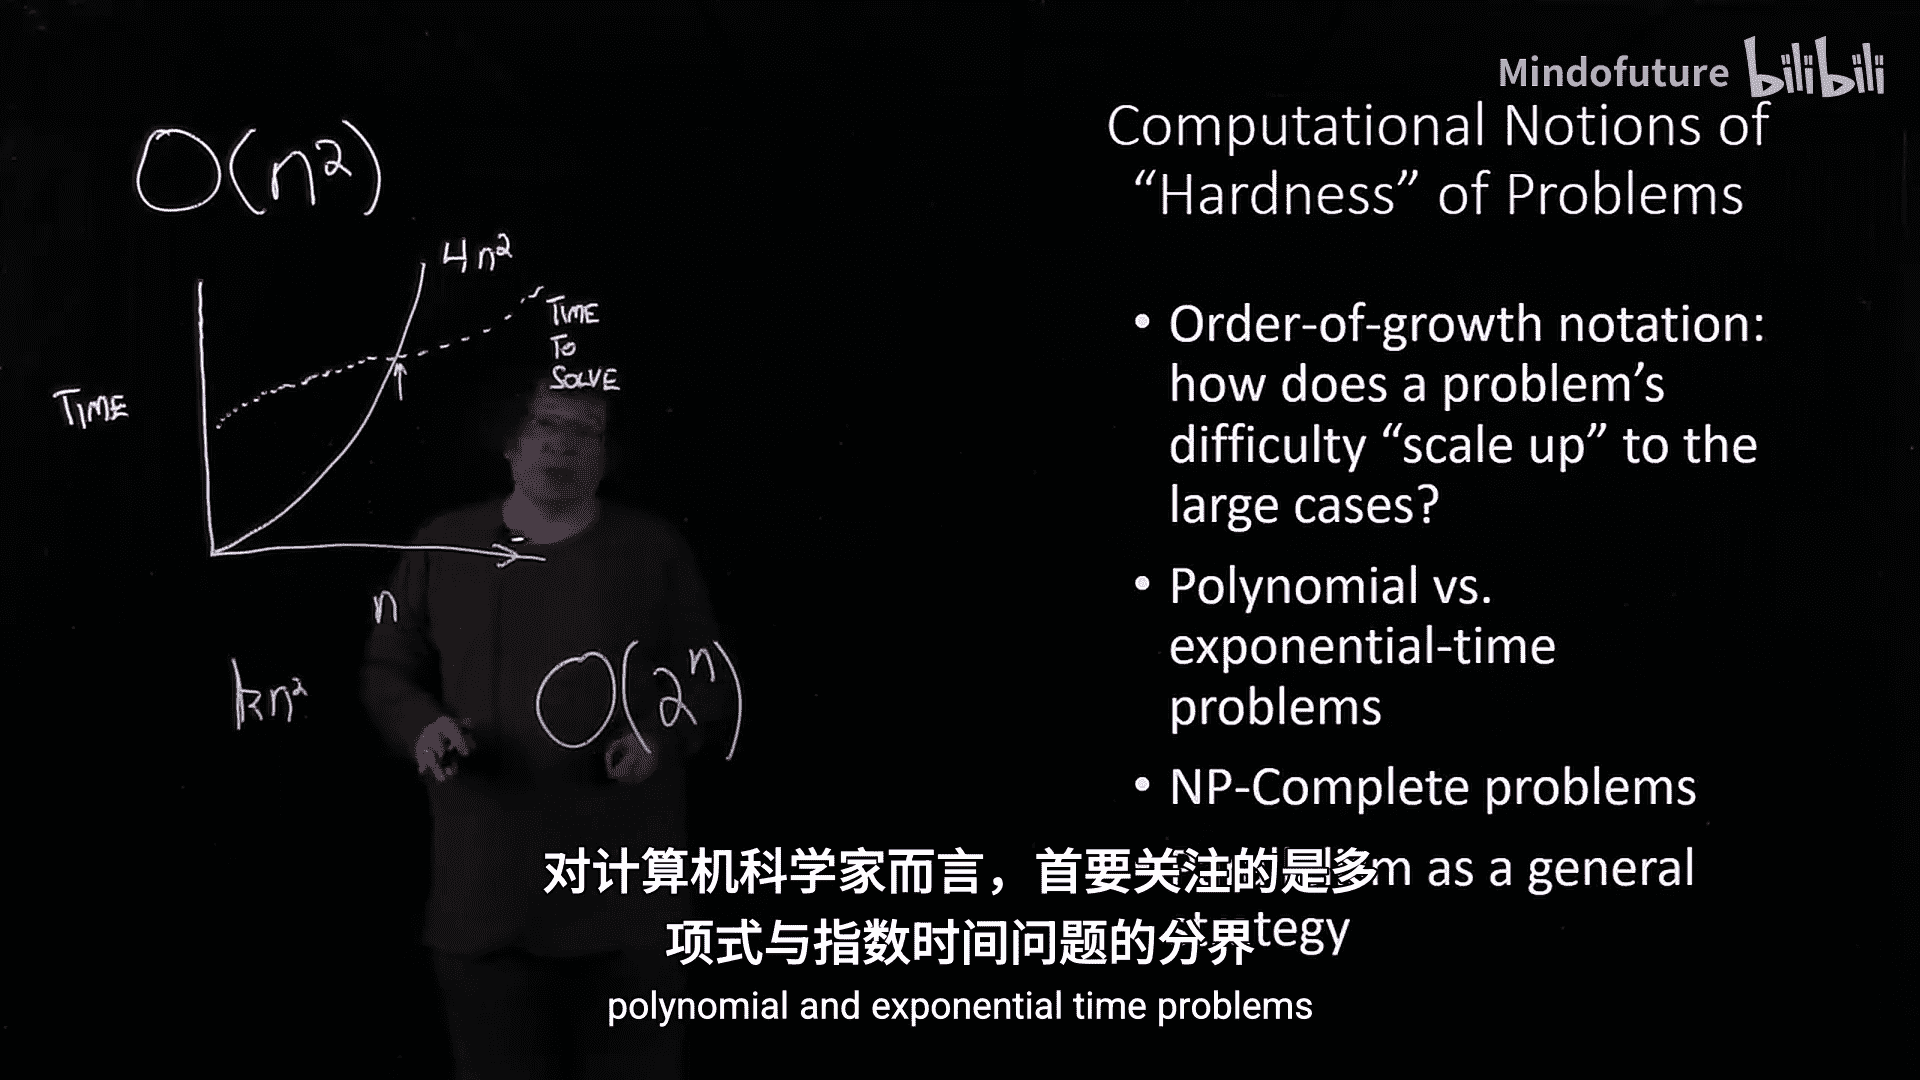 Mindofuture bilibili
Computational Notions of
“Hardness” of Problems
O(n²)
4n²
TIME
TO
SOLVE
TIME
n
kn²
O(2ⁿ)
• Order-of-growth notation:
how does a problem’s
difficulty “scale up” to the
large cases?
• Polynomial vs.
exponential-time
problems
• NP-Complete problems
as a general
对计算机科学家而言，首要关注的是多
项式与指数时间问题的分界
polynomial and exponential time problems